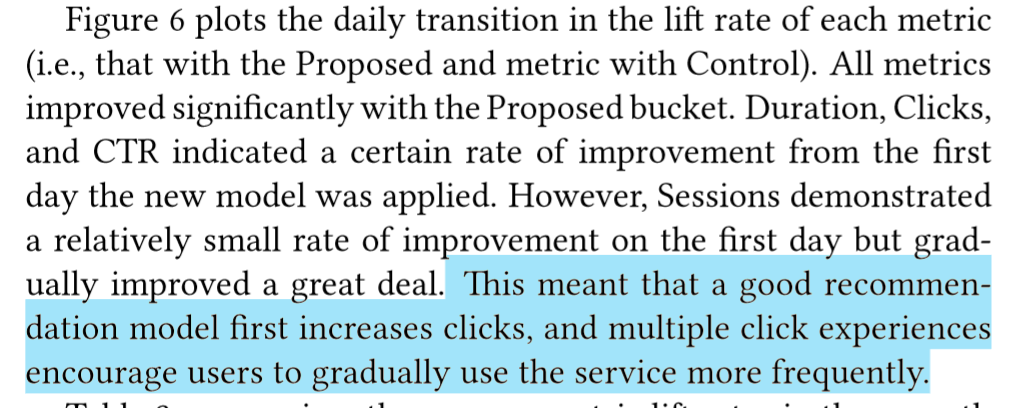 Figure 6 plots the daily transition in the lift rate of each metric
(i.e., that with the Proposed and metric with Control). All metrics
improved significantly with the Proposed bucket. Duration, Clicks,
and CTR indicated a certain rate of improvement from the first
day the new model was applied. However, Sessions demonstrated
a relatively small rate of improvement on the first day but grad-
ually improved a great deal. This meant that a good recommen-
dation model first increases clicks, and multiple click experiences
encourage users to gradually use the service more frequently.